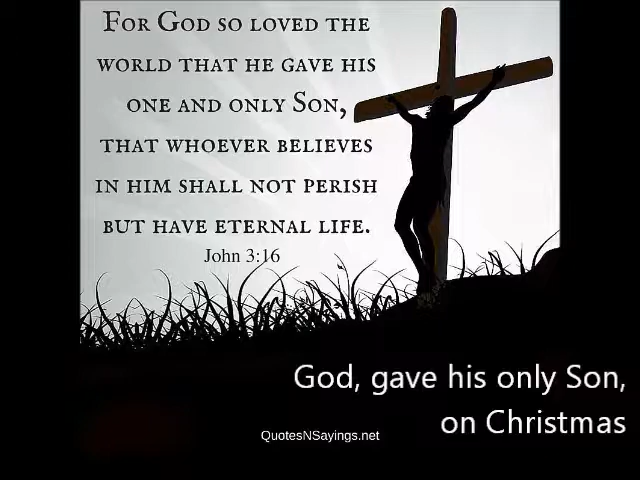 For God so loved the
world that he gave his
one and only Son,
that whoever believes
in him shall not perish
but have eternal life.
John 3:16
God, gave his only Son,
on Christmas
QuotesNSayings.net